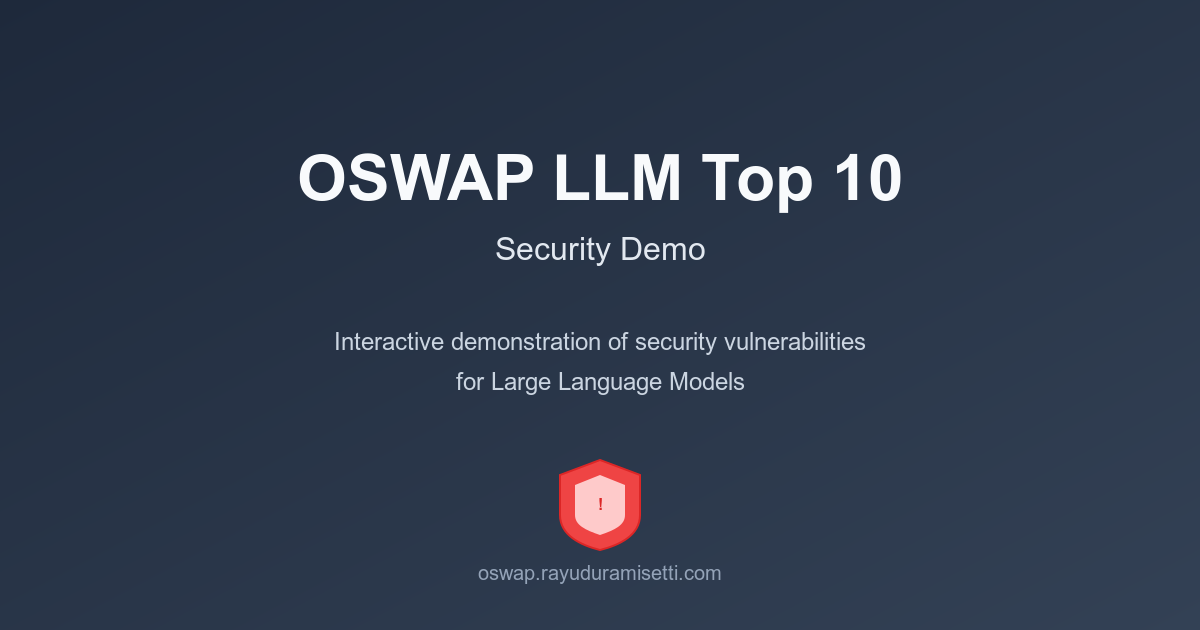 OSWAP LLM Top 10
Security Demo
Interactive demonstration of security vulnerabilities
for Large Language Models
!
oswap.rayuduramisetti.com